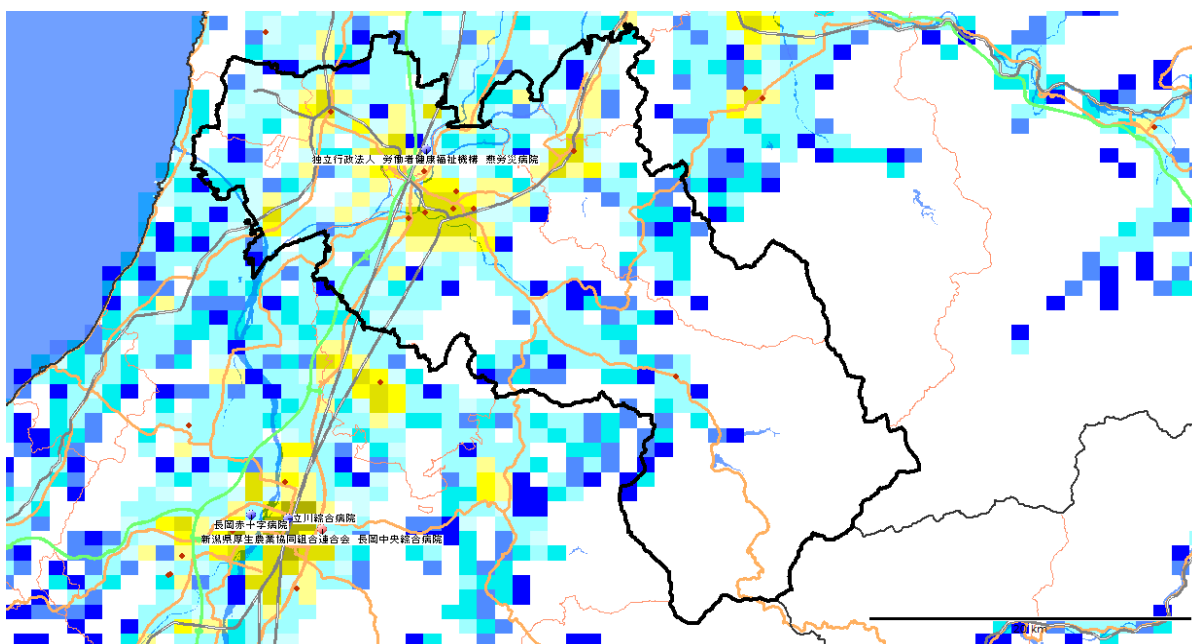 独立行政法人 労働者健康福祉機構 燕労災病院
長岡赤十字病院
立川綜合病院
新潟県厚生農業協同組合連合会 長岡中央綜合病院
km